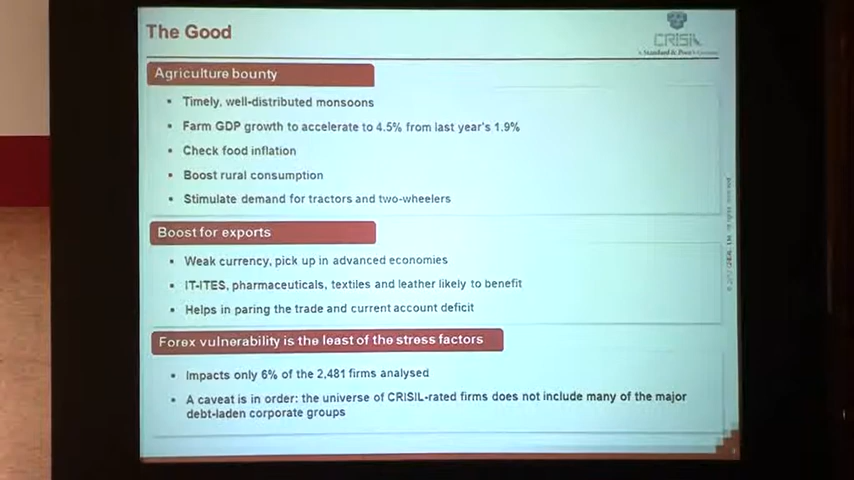 The Good
CRISIL
Agriculture bounty
▪ Timely, well-distributed monsoons
▪ Farm GDP growth to accelerate to 4.5% from last year's 1.9%
▪ Check food inflation
▪ Boost rural consumption
▪ Stimulate demand for tractors and two-wheelers
Boost for exports
▪ Weak currency, pick up in advanced economies
▪ IT-ITES, pharmaceuticals, textiles and leather likely to benefit
▪ Helps in paring the trade and current account deficit
Forex vulnerability is the least of the stress factors
▪ Impacts only 6% of the 2,481 firms analysed
▪ A caveat is in order: the universe of CRISIL-rated firms does not include many of the major
debt-laden corporate groups